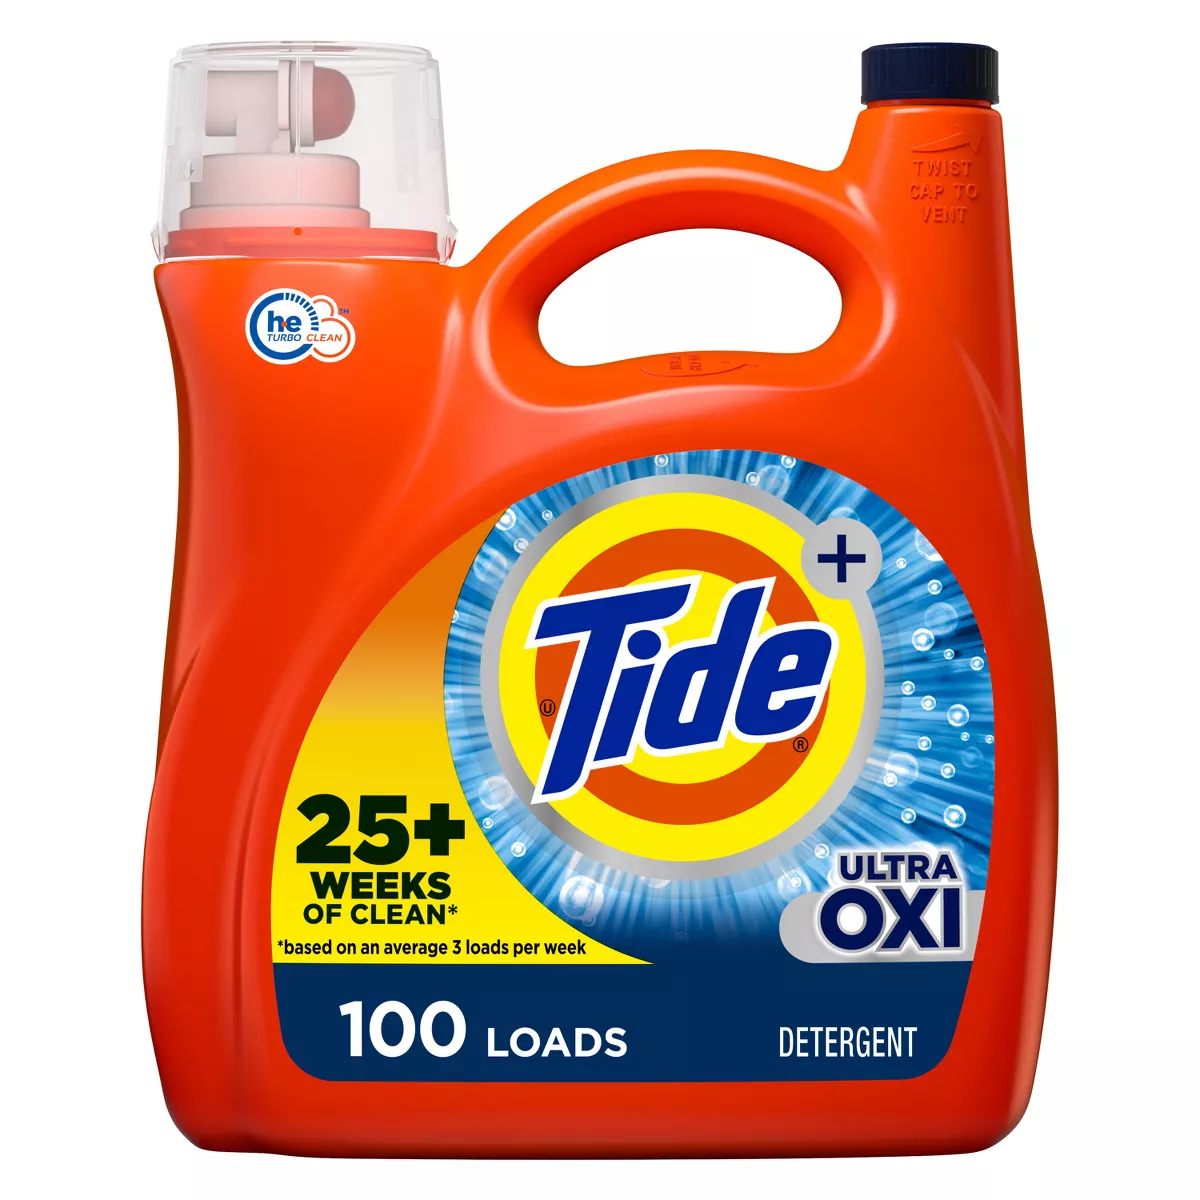 TWIST
CAP TO
VENT
h·e
TM
TURBO CLEAN
+
Tide
U
®
25+
WEEKS
OF CLEAN*
*based on an average 3 loads per week
ULTRA
OXI
100 LOADS
DETERGENT